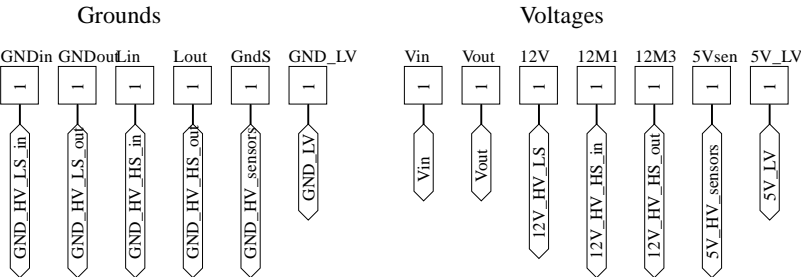 Grounds Voltages
GNDin GNDout Lin Lout GndS GND_LV Vin Vout 12V 12M1 12M3 5Vsen 5V_LV
1 1 1 1 1 1 1 1 1 1 1 1 1
GND_HV_LS_in GND_HV_LS_out GND_HV_HS_in GND_HV_HS_out GND_HV_sensors GND_LV Vin Vout 12V_HV_LS 12V_HV_HS_in 12V_HV_HS_out 5V_HV_sensors 5V_LV